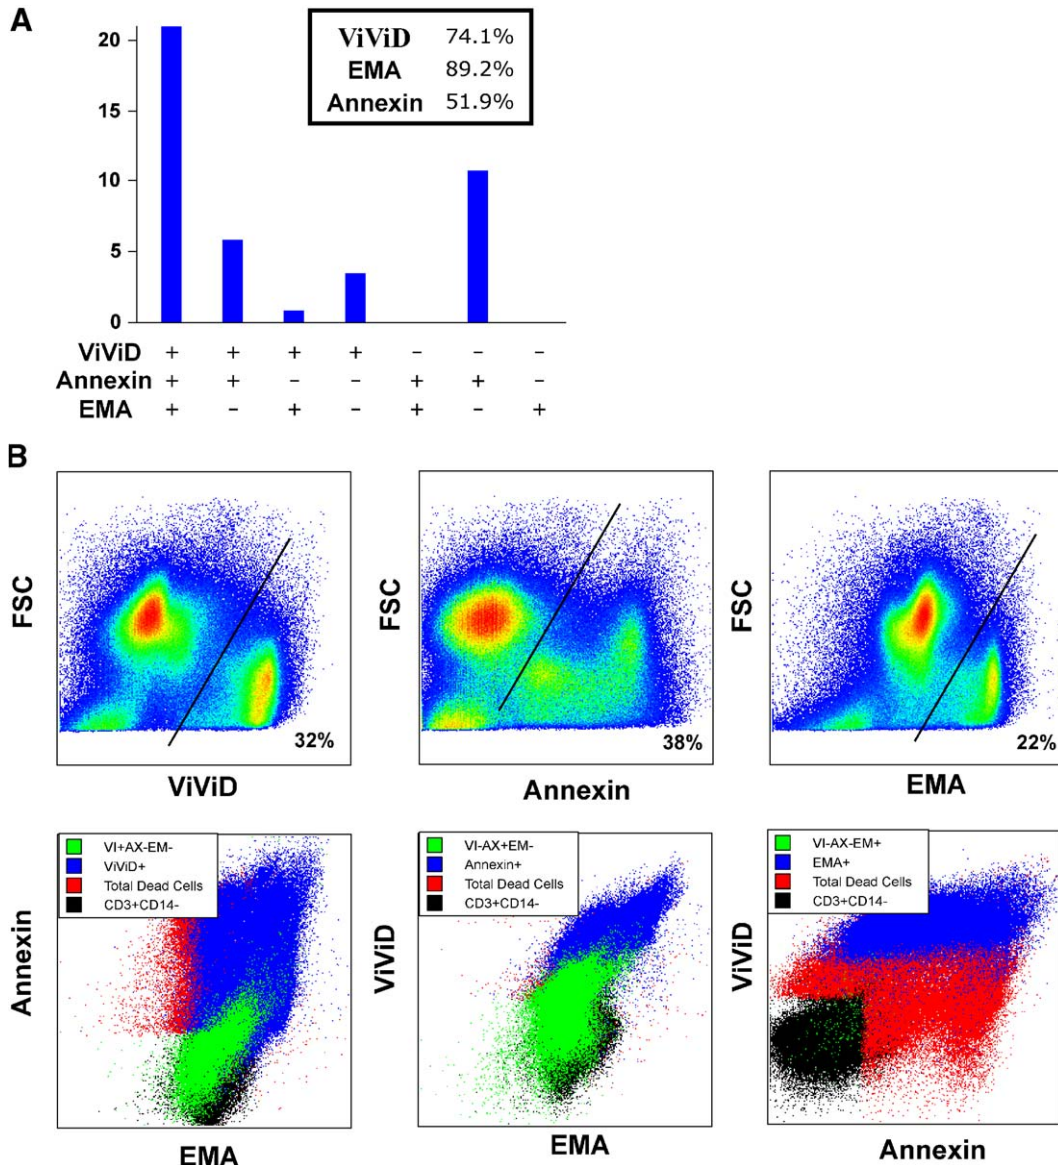 A
20
15
10
5
0
ViViD 74.1%
EMA 89.2%
Annexin 51.9%
ViViD + + + + – – –
Annexin + + – – + + –
EMA + – + – + – +
B
FSC
32%
ViViD
FSC
38%
Annexin
FSC
22%
EMA
VI+AX-EM-
ViViD+
Total Dead Cells
CD3+CD14-
Annexin
EMA
VI-AX+EM-
Annexin+
Total Dead Cells
CD3+CD14-
ViViD
EMA
VI-AX-EM+
EMA+
Total Dead Cells
CD3+CD14-
ViViD
Annexin